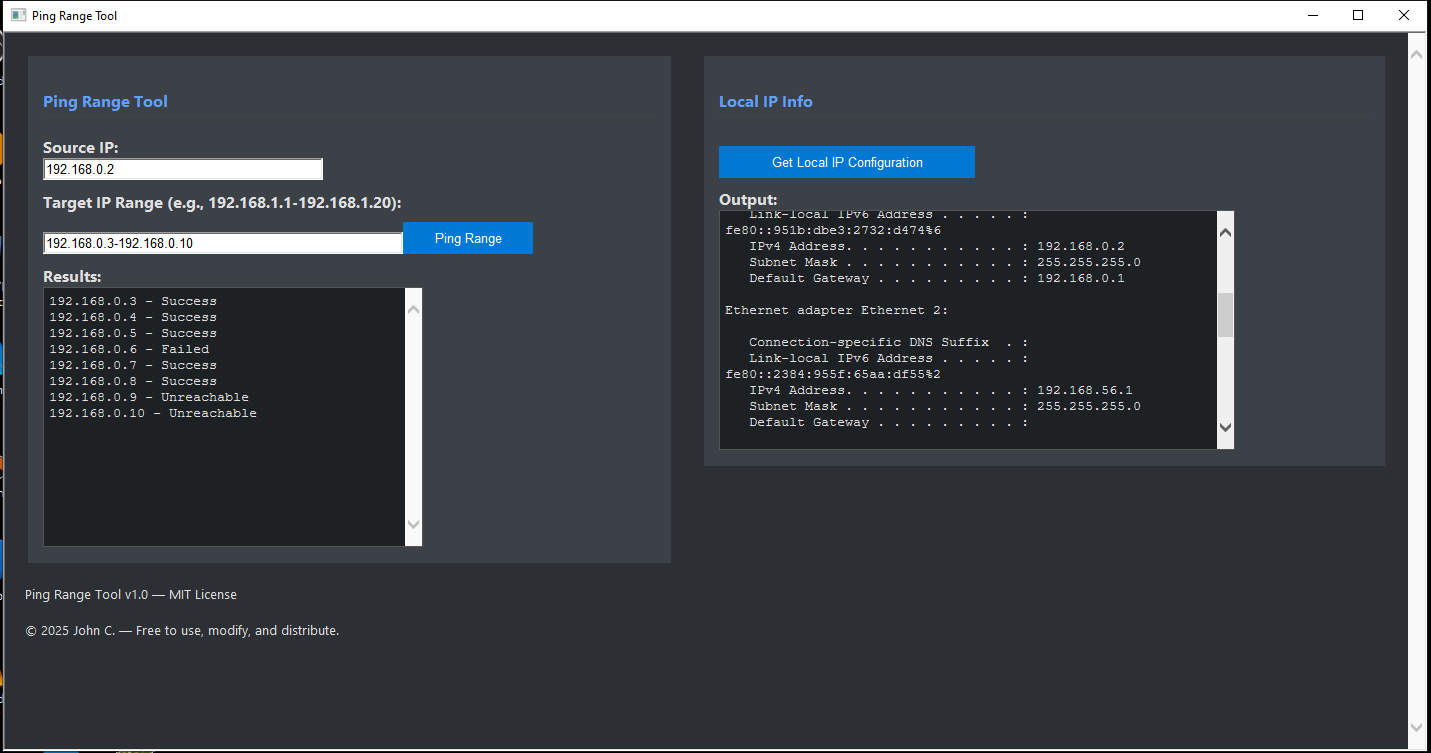 Ping Range Tool
Ping Range Tool
Source IP:
192.168.0.2
Target IP Range (e.g., 192.168.1.1-192.168.1.20):
192.168.0.3-192.168.0.10
Ping Range
Results:
192.168.0.3 - Success
192.168.0.4 - Success
192.168.0.5 - Success
192.168.0.6 - Failed
192.168.0.7 - Success
192.168.0.8 - Success
192.168.0.9 - Unreachable
192.168.0.10 - Unreachable
Local IP Info
Get Local IP Configuration
Output:
Link-local IPv6 Address . . . . . :
fe80::951b:dbe3:2732:d474%6
IPv4 Address. . . . . . . . . . . : 192.168.0.2
Subnet Mask . . . . . . . . . . . : 255.255.255.0
Default Gateway . . . . . . . . . : 192.168.0.1
Ethernet adapter Ethernet 2:
Connection-specific DNS Suffix  . :
Link-local IPv6 Address . . . . . :
fe80::2384:955f:65aa:df55%2
IPv4 Address. . . . . . . . . . . : 192.168.56.1
Subnet Mask . . . . . . . . . . . : 255.255.255.0
Default Gateway . . . . . . . . . :
Ping Range Tool v1.0 — MIT License
© 2025 John C. — Free to use, modify, and distribute.